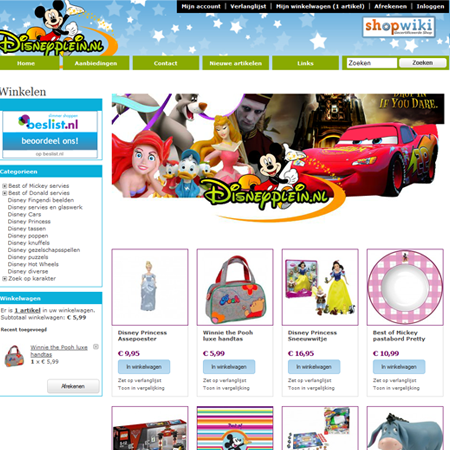 Mijn account | Verlanglijst | Mijn winkelwagen (1 artikel) | Afrekenen | Inloggen
DISNEYPLEIN.NL
shopwiki
Home
Aanbiedingen
Contact
Nieuwe artikelen
Links
Zoeken
Zoeken
Winkelen
beslist.nl
beoordeel ons!
op beslist.nl
DROP IN
IF YOU DARE.
DISNEYPLEIN.NL
Categorieen
Best of Mickey servies
Best of Donald servies
Disney Fingendi beelden
Disney servies en glaswerk
Disney Cars
Disney Princess
Disney tassen
Disney poppen
Disney knuffels
Disney gezelschapsspellen
Disney puzzels
Disney Hot Wheels
Disney diverse
Zoek op karakter
Winkelwagen
Er is 1 artikel in uw winkelwagen.
Subtotaal winkelwagen: € 5,99
Recent toegevoegd
Winnie the Pooh luxe
handtas
1 x € 5,99
Afrekenen
Disney Princess
Assepoester
€ 9,95
In winkelwagen
Zet op verlanglijst
Toon in vergelijking
Winnie the Pooh luxe
handtas
€ 5,99
In winkelwagen
Zet op verlanglijst
Toon in vergelijking
Disney Princess
Sneeuwwitje
€ 16,95
In winkelwagen
Zet op verlanglijst
Toon in vergelijking
Best of Mickey
pastabord Pretty
€ 10,99
In winkelwagen
Zet op verlanglijst
Toon in vergelijking
Best of